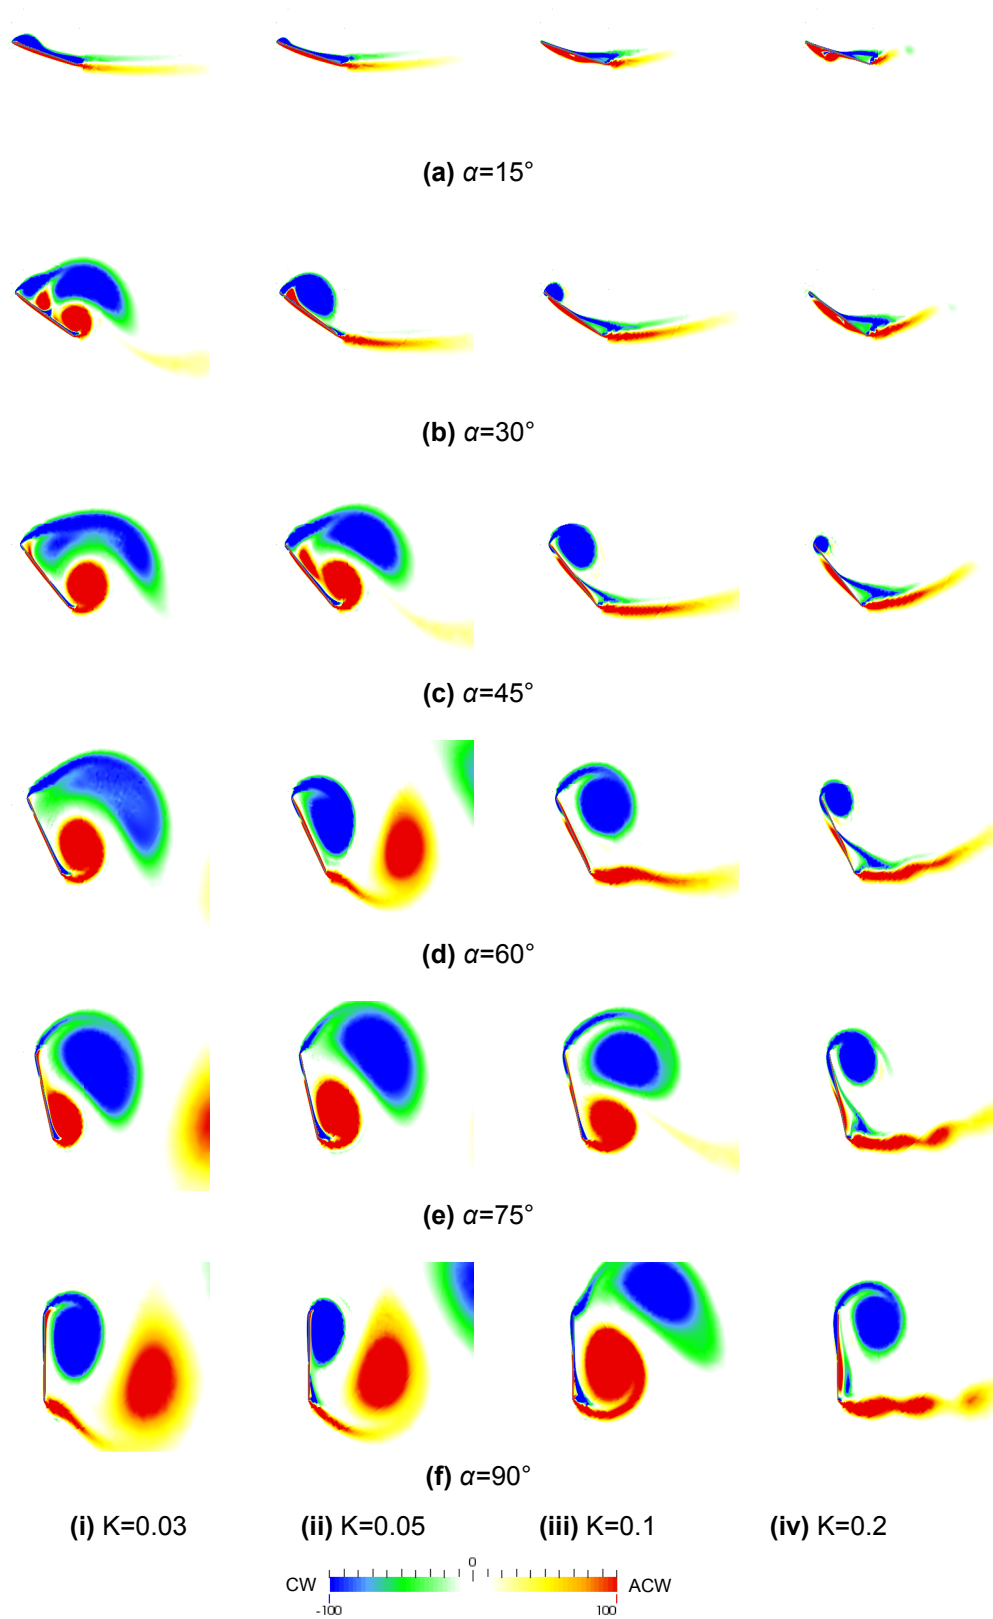 (a) α=15°
(b) α=30°
(c) α=45°
(d) α=60°
(e) α=75°
(f) α=90°
(i) K=0.03 (ii) K=0.05 (iii) K=0.1 (iv) K=0.2
0
CW ACW
-100 100